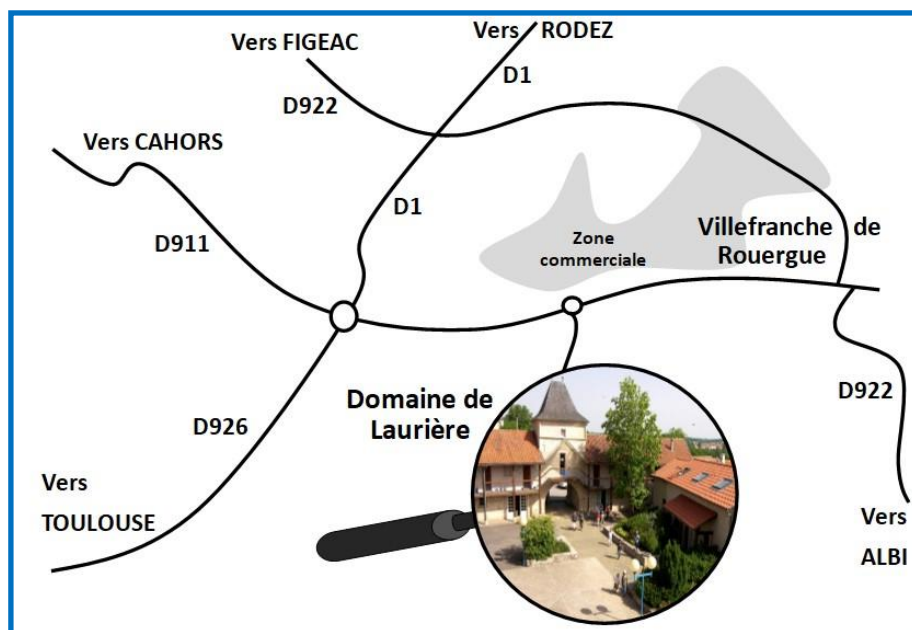 Vers RODEZ
Vers FIGEAC
D1
D922
Vers CAHORS
D1
D911
Villefranche de
Rouergue
Zone
commerciale
Domaine de
Laurière
D922
D926
Vers
TOULOUSE
Vers
ALBI